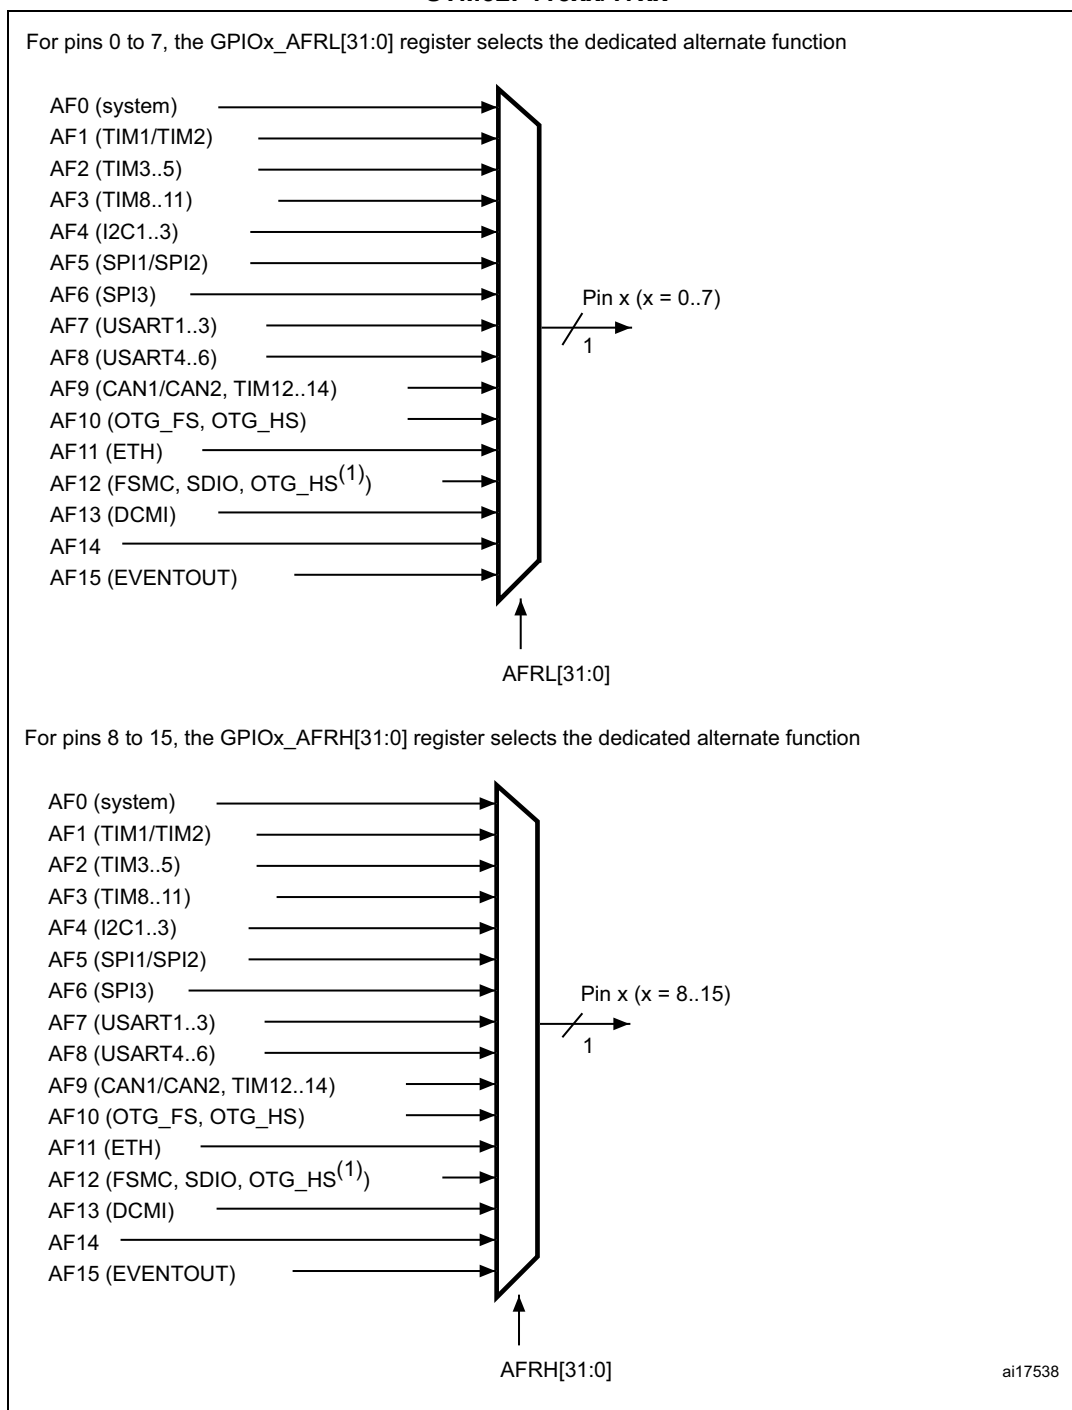 For pins 0 to 7, the GPIOx_AFRL[31:0] register selects the dedicated alternate function
AF0 (system)
AF1 (TIM1/TIM2)
AF2 (TIM3..5)
AF3 (TIM8..11)
AF4 (I2C1..3)
AF5 (SPI1/SPI2)
AF6 (SPI3)
AF7 (USART1..3)
AF8 (USART4..6)
AF9 (CAN1/CAN2, TIM12..14)
AF10 (OTG_FS, OTG_HS)
AF11 (ETH)
AF12 (FSMC, SDIO, OTG_HS(1))
AF13 (DCMI)
AF14
AF15 (EVENTOUT)
Pin x (x = 0..7)
1
AFRL[31:0]
For pins 8 to 15, the GPIOx_AFRH[31:0] register selects the dedicated alternate function
AF0 (system)
AF1 (TIM1/TIM2)
AF2 (TIM3..5)
AF3 (TIM8..11)
AF4 (I2C1..3)
AF5 (SPI1/SPI2)
AF6 (SPI3)
AF7 (USART1..3)
AF8 (USART4..6)
AF9 (CAN1/CAN2, TIM12..14)
AF10 (OTG_FS, OTG_HS)
AF11 (ETH)
AF12 (FSMC, SDIO, OTG_HS(1))
AF13 (DCMI)
AF14
AF15 (EVENTOUT)
Pin x (x = 8..15)
1
AFRH[31:0]
ai17538